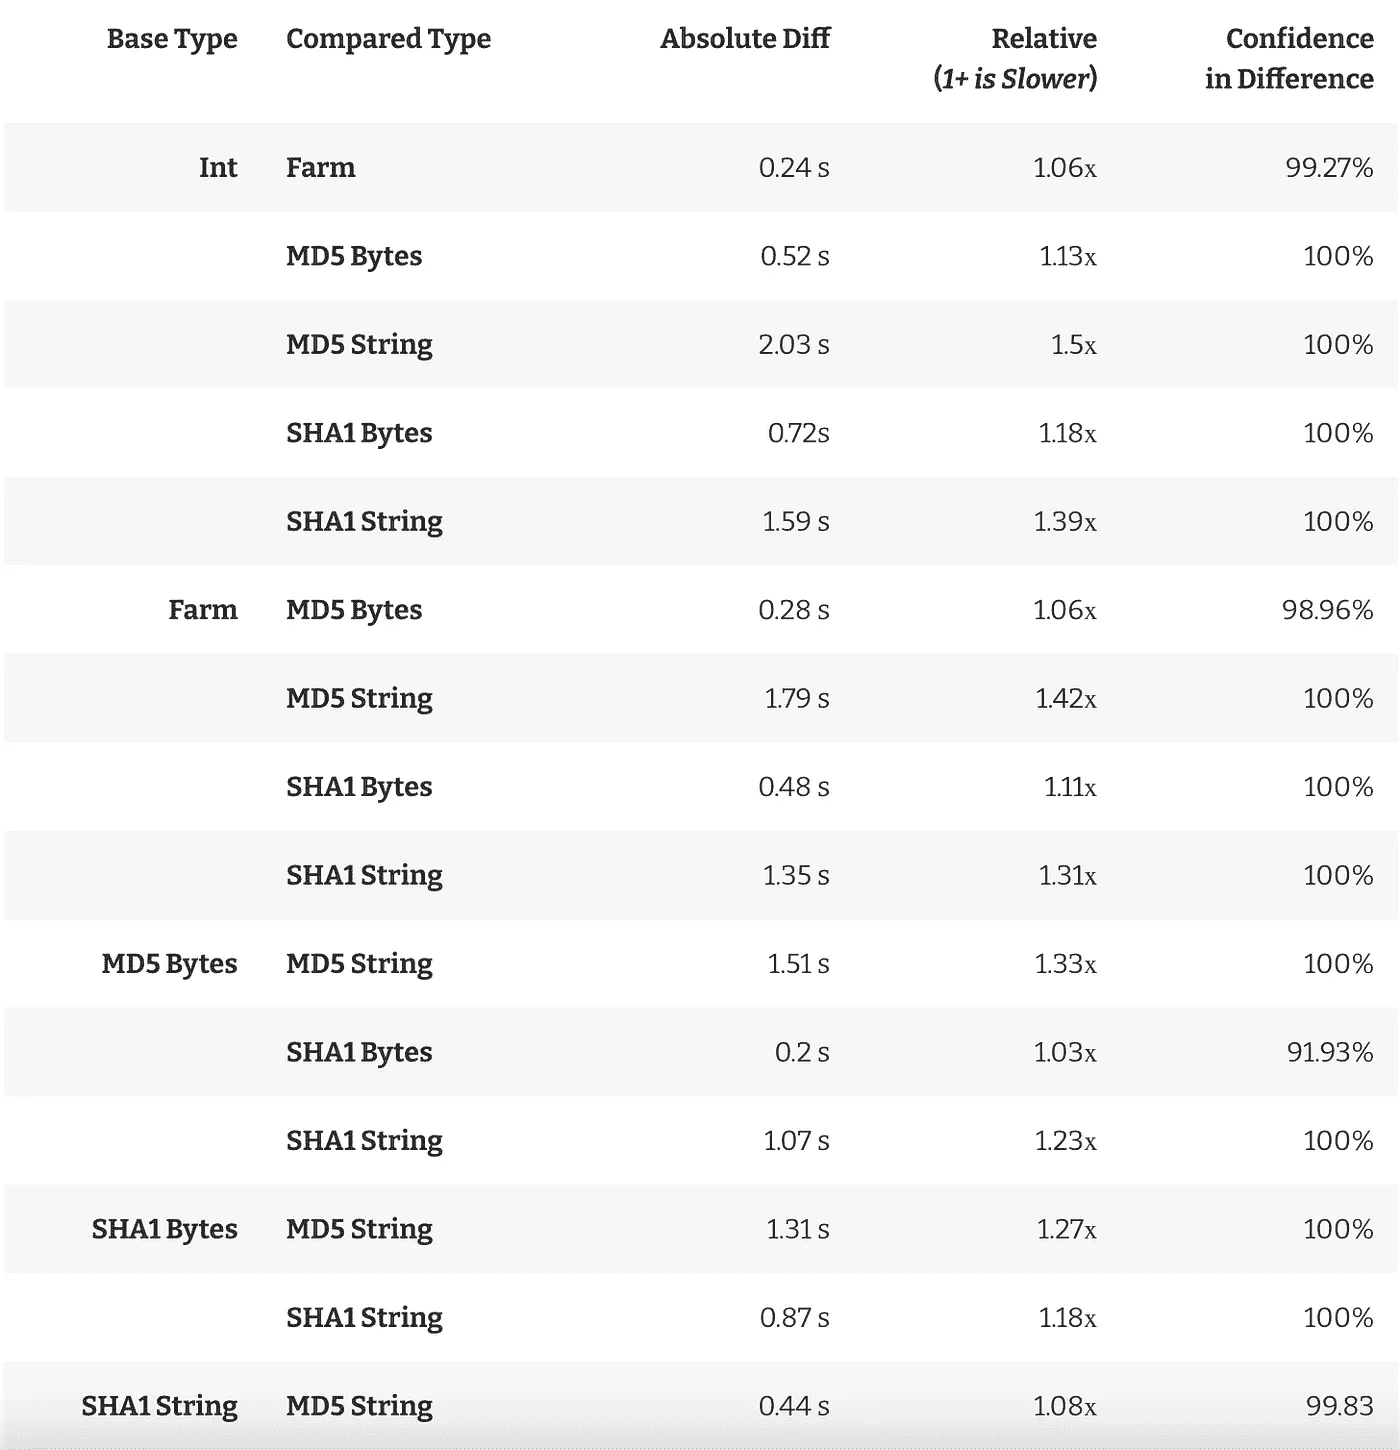 Base Type Compared Type Absolute Diff Relative Confidence
(1+ is Slower) in Difference
Int Farm 0.24 s 1.06x 99.27%
MD5 Bytes 0.52 s 1.13x 100%
MD5 String 2.03 s 1.5x 100%
SHA1 Bytes 0.72s 1.18x 100%
SHA1 String 1.59 s 1.39x 100%
Farm MD5 Bytes 0.28 s 1.06x 98.96%
MD5 String 1.79 s 1.42x 100%
SHA1 Bytes 0.48 s 1.11x 100%
SHA1 String 1.35 s 1.31x 100%
MD5 Bytes MD5 String 1.51 s 1.33x 100%
SHA1 Bytes 0.2 s 1.03x 91.93%
SHA1 String 1.07 s 1.23x 100%
SHA1 Bytes MD5 String 1.31 s 1.27x 100%
SHA1 String 0.87 s 1.18x 100%
SHA1 String MD5 String 0.44 s 1.08x 99.83